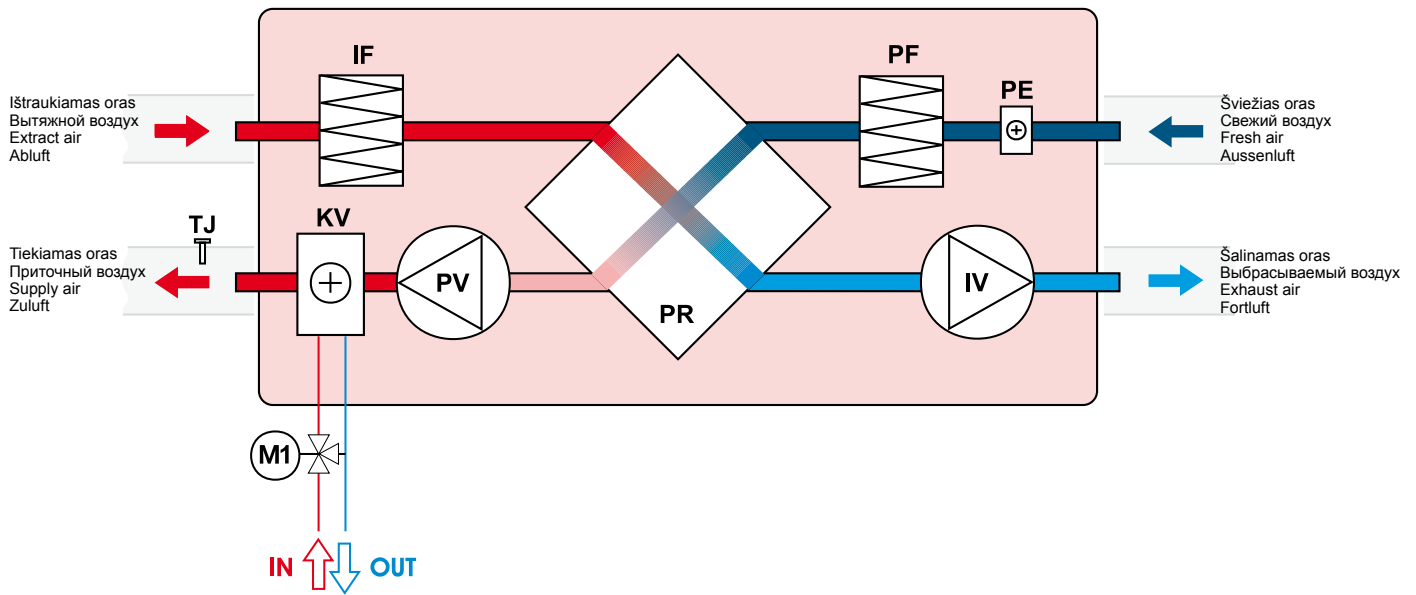 IF
PF
PE
Ištraukiamas oras
Вытяжной воздух
Extract air
Abluft
Šviežias oras
Свежий воздух
Fresh air
Aussenluft
TJ
KV
Tiekiamas oras
Приточный воздух
Supply air
Zuluft
PV
PR
IV
Šalinamas oras
Выбрасываемый воздух
Exhaust air
Fortluft
M1
IN
OUT